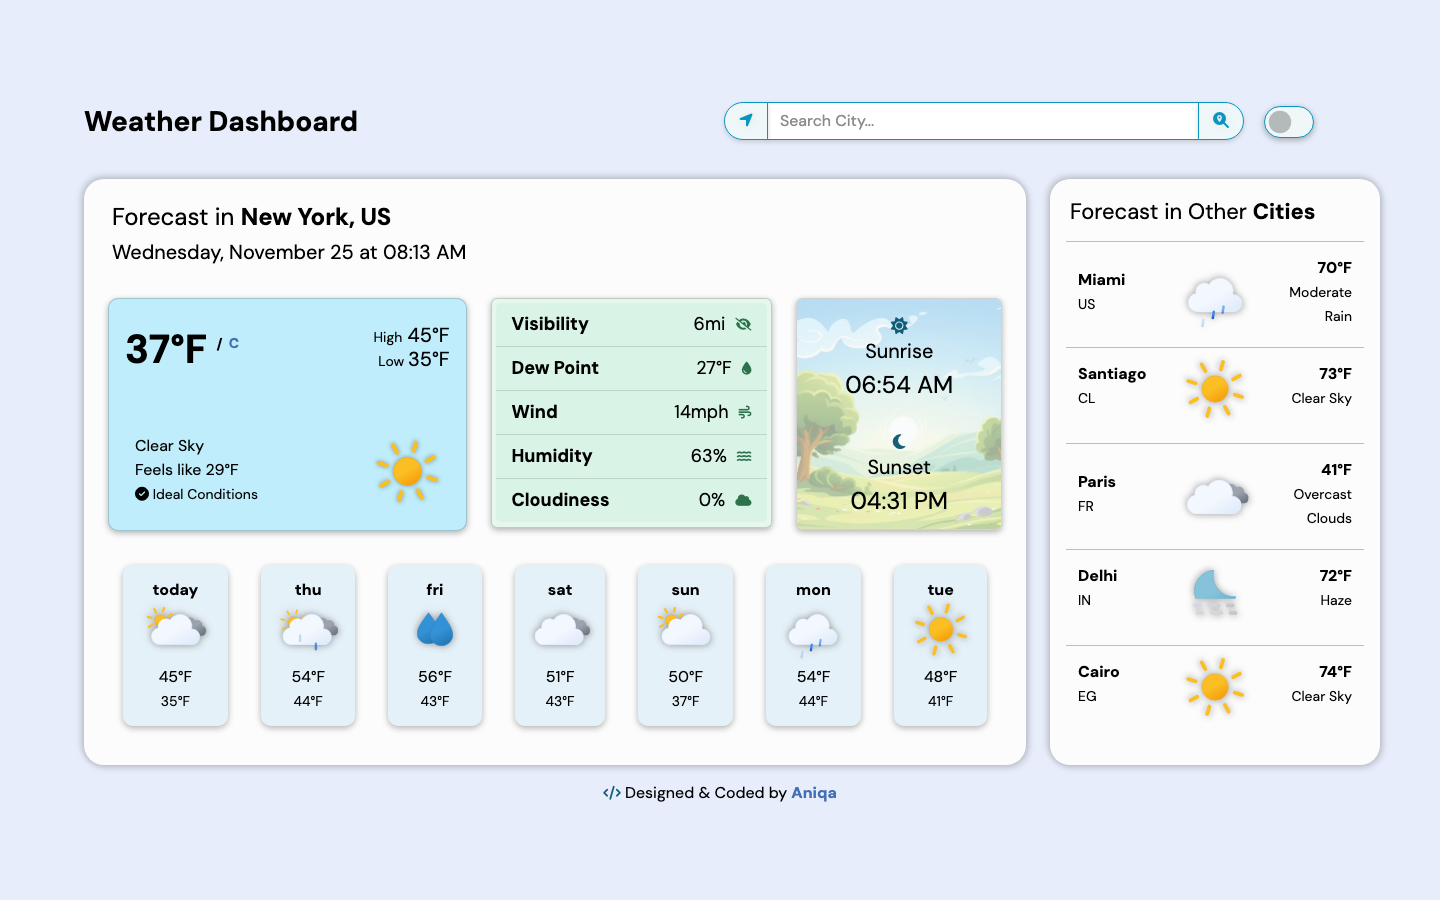 Weather Dashboard
Search City...
Forecast in New York, US
Wednesday, November 25 at 08:13 AM
37°F / C
High 45°F
Low 35°F
Clear Sky
Feels like 29°F
Ideal Conditions
Visibility 6mi
Dew Point 27°F
Wind 14mph
Humidity 63%
Cloudiness 0%
Sunrise
06:54 AM
Sunset
04:31 PM
today
45°F
35°F
thu
54°F
44°F
fri
56°F
43°F
sat
51°F
43°F
sun
50°F
37°F
mon
54°F
44°F
tue
48°F
41°F
Forecast in Other Cities
Miami
US
70°F
Moderate
Rain
Santiago
CL
73°F
Clear Sky
Paris
FR
41°F
Overcast
Clouds
Delhi
IN
72°F
Haze
Cairo
EG
74°F
Clear Sky
</> Designed & Coded by Aniqa